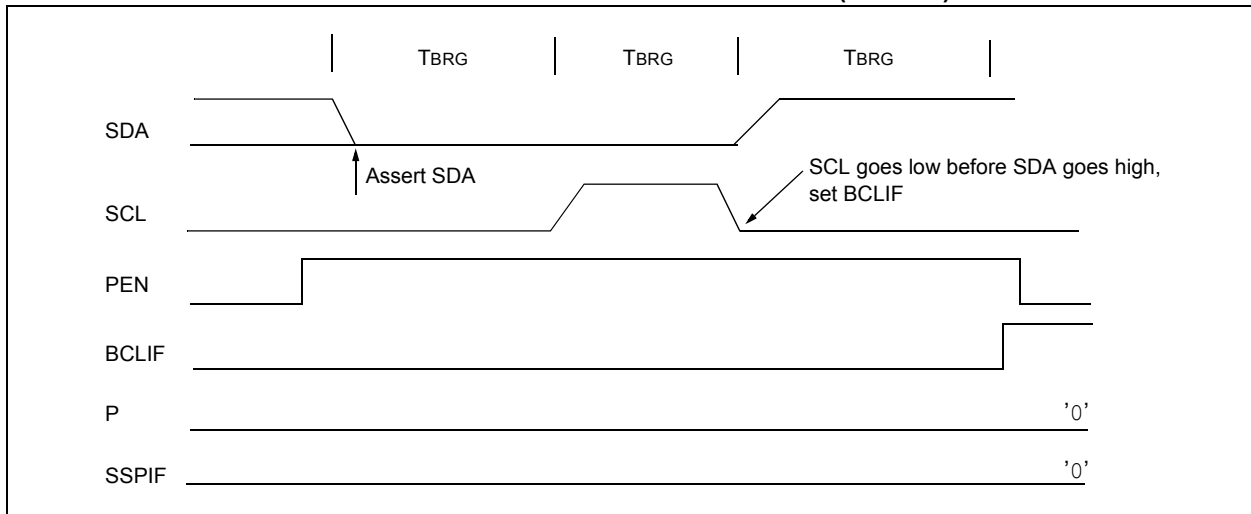 TBRG TBRG TBRG
SDA
Assert SDA
SCL goes low before SDA goes high,
set BCLIF
SCL
PEN
BCLIF
P
'0'
SSPIF
'0'